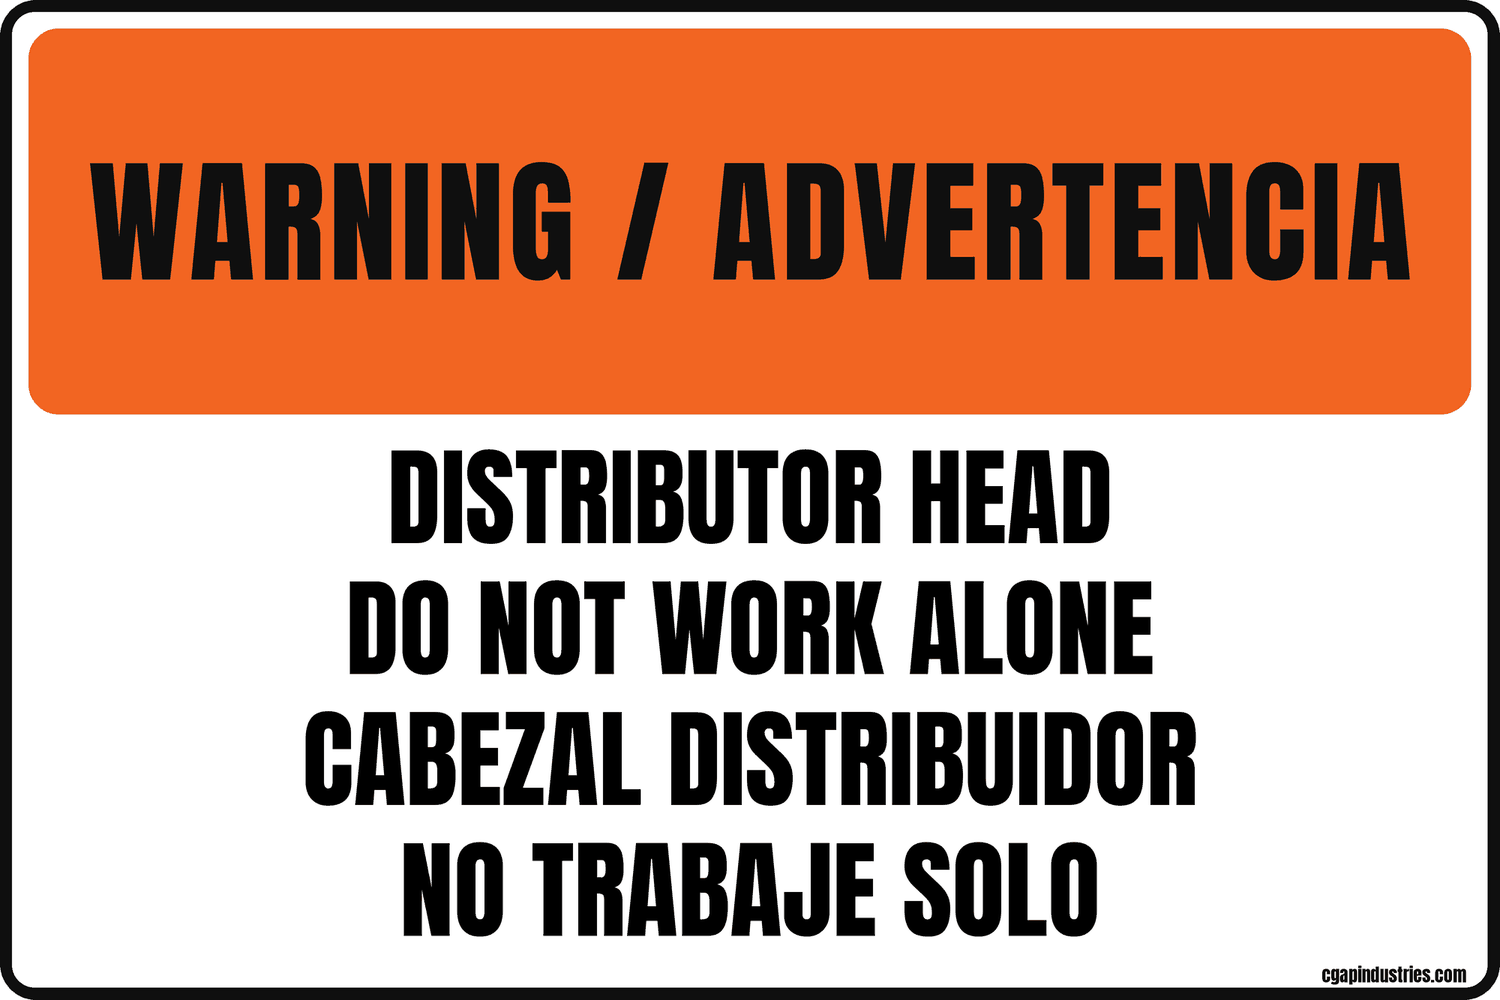 WARNING / ADVERTENCIA
DISTRIBUTOR HEAD
DO NOT WORK ALONE
CABEZAL DISTRIBUIDOR
NO TRABAJE SOLO
cgapindustries.com